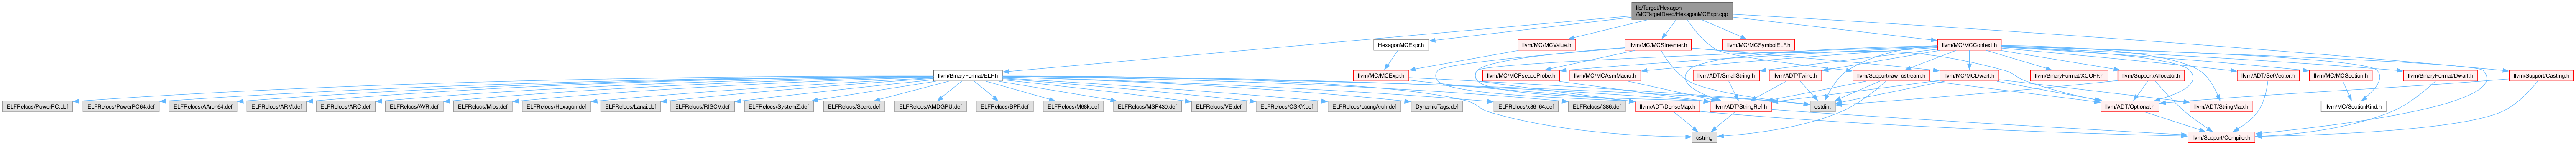 lib/Target/Hexagon
/MCTargetDesc/HexagonMCExpr.cpp
HexagonMCExpr.h
llvm/MC/MCValue.h
llvm/MC/MCStreamer.h
llvm/MC/MCSymbolELF.h
llvm/MC/MCContext.h
llvm/BinaryFormat/ELF.h
llvm/MC/MCExpr.h
llvm/MC/MCPseudoProbe.h
llvm/MC/MCAsmMacro.h
llvm/ADT/SmallString.h
llvm/ADT/Twine.h
llvm/Support/raw_ostream.h
llvm/MC/MCDwarf.h
llvm/BinaryFormat/XCOFF.h
llvm/Support/Allocator.h
llvm/ADT/SetVector.h
llvm/MC/MCSection.h
llvm/BinaryFormat/Dwarf.h
llvm/Support/Casting.h
ELFRelocs/PowerPC.def
ELFRelocs/PowerPC64.def
ELFRelocs/AArch64.def
ELFRelocs/ARM.def
ELFRelocs/ARC.def
ELFRelocs/AVR.def
ELFRelocs/Mips.def
ELFRelocs/Hexagon.def
ELFRelocs/Lanai.def
ELFRelocs/RISCV.def
ELFRelocs/SystemZ.def
ELFRelocs/Sparc.def
ELFRelocs/AMDGPU.def
ELFRelocs/BPF.def
ELFRelocs/M68k.def
ELFRelocs/MSP430.def
ELFRelocs/VE.def
ELFRelocs/CSKY.def
ELFRelocs/LoongArch.def
DynamicTags.def
ELFRelocs/x86_64.def
ELFRelocs/i386.def
llvm/ADT/DenseMap.h
llvm/ADT/StringRef.h
cstdint
llvm/ADT/Optional.h
llvm/ADT/StringMap.h
llvm/MC/SectionKind.h
cstring
llvm/Support/Compiler.h